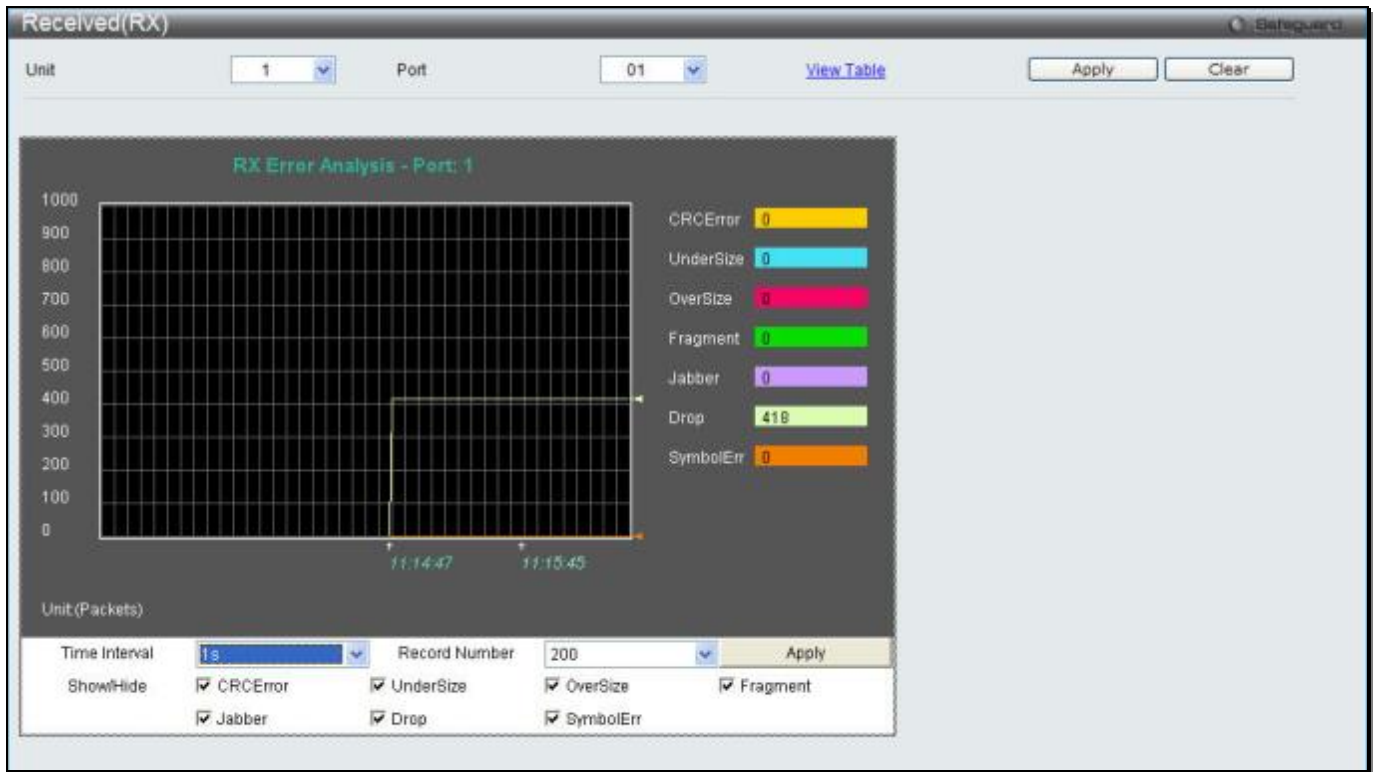 Received(RX)
Safeguard
Unit 1 Port 01 View Table Apply Clear
RX Error Analysis - Port: 1
1000
900
800
700
600
500
400
300
200
100
0
CRCError 0
UnderSize 0
OverSize 0
Fragment 0
Jabber 0
Drop 418
SymbolErr 0
11:14:47 11:15:45
Unit (Packets)
Time Interval 1s Record Number 200 Apply
Show/Hide CRCError UnderSize OverSize Fragment
Jabber Drop SymbolErr